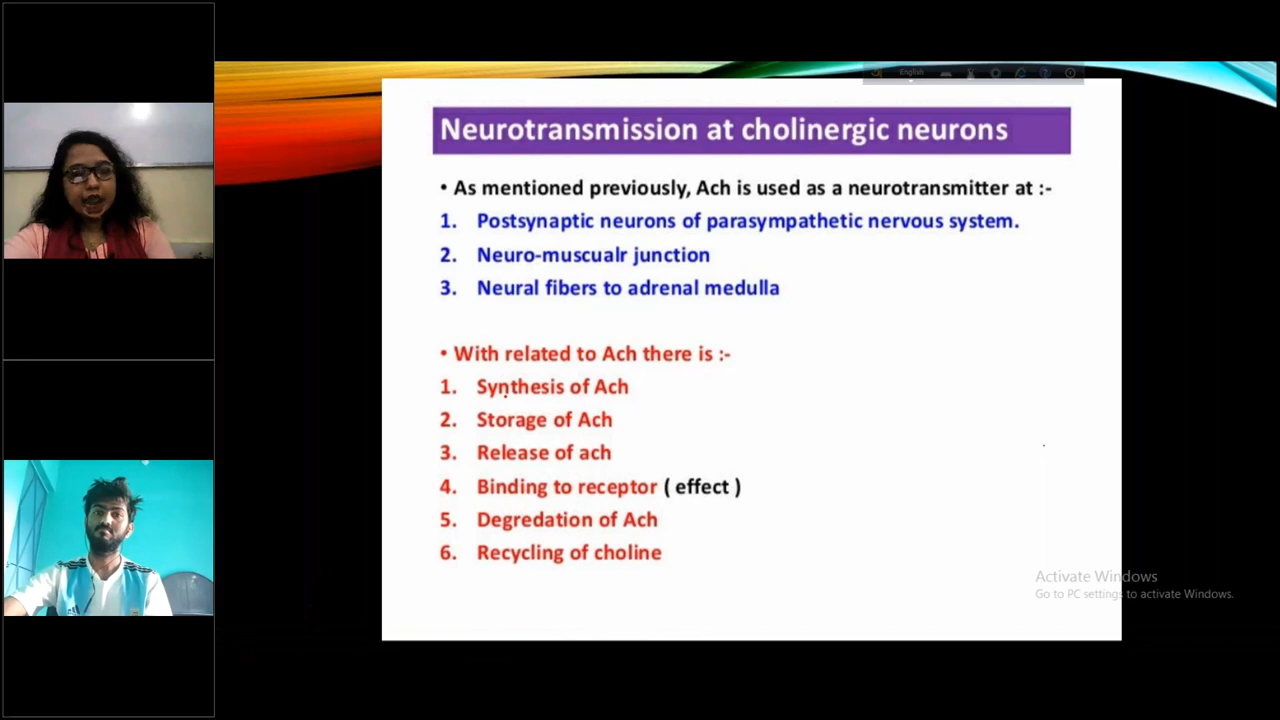 English
Neurotransmission at cholinergic neurons
• As mentioned previously, Ach is used as a neurotransmitter at :-
1. Postsynaptic neurons of parasympathetic nervous system.
2. Neuro-muscualr junction
3. Neural fibers to adrenal medulla
• With related to Ach there is :-
1. Synthesis of Ach
2. Storage of Ach
3. Release of ach
4. Binding to receptor ( effect )
5. Degredation of Ach
6. Recycling of choline
Activate Windows
Go to PC settings to activate Windows.